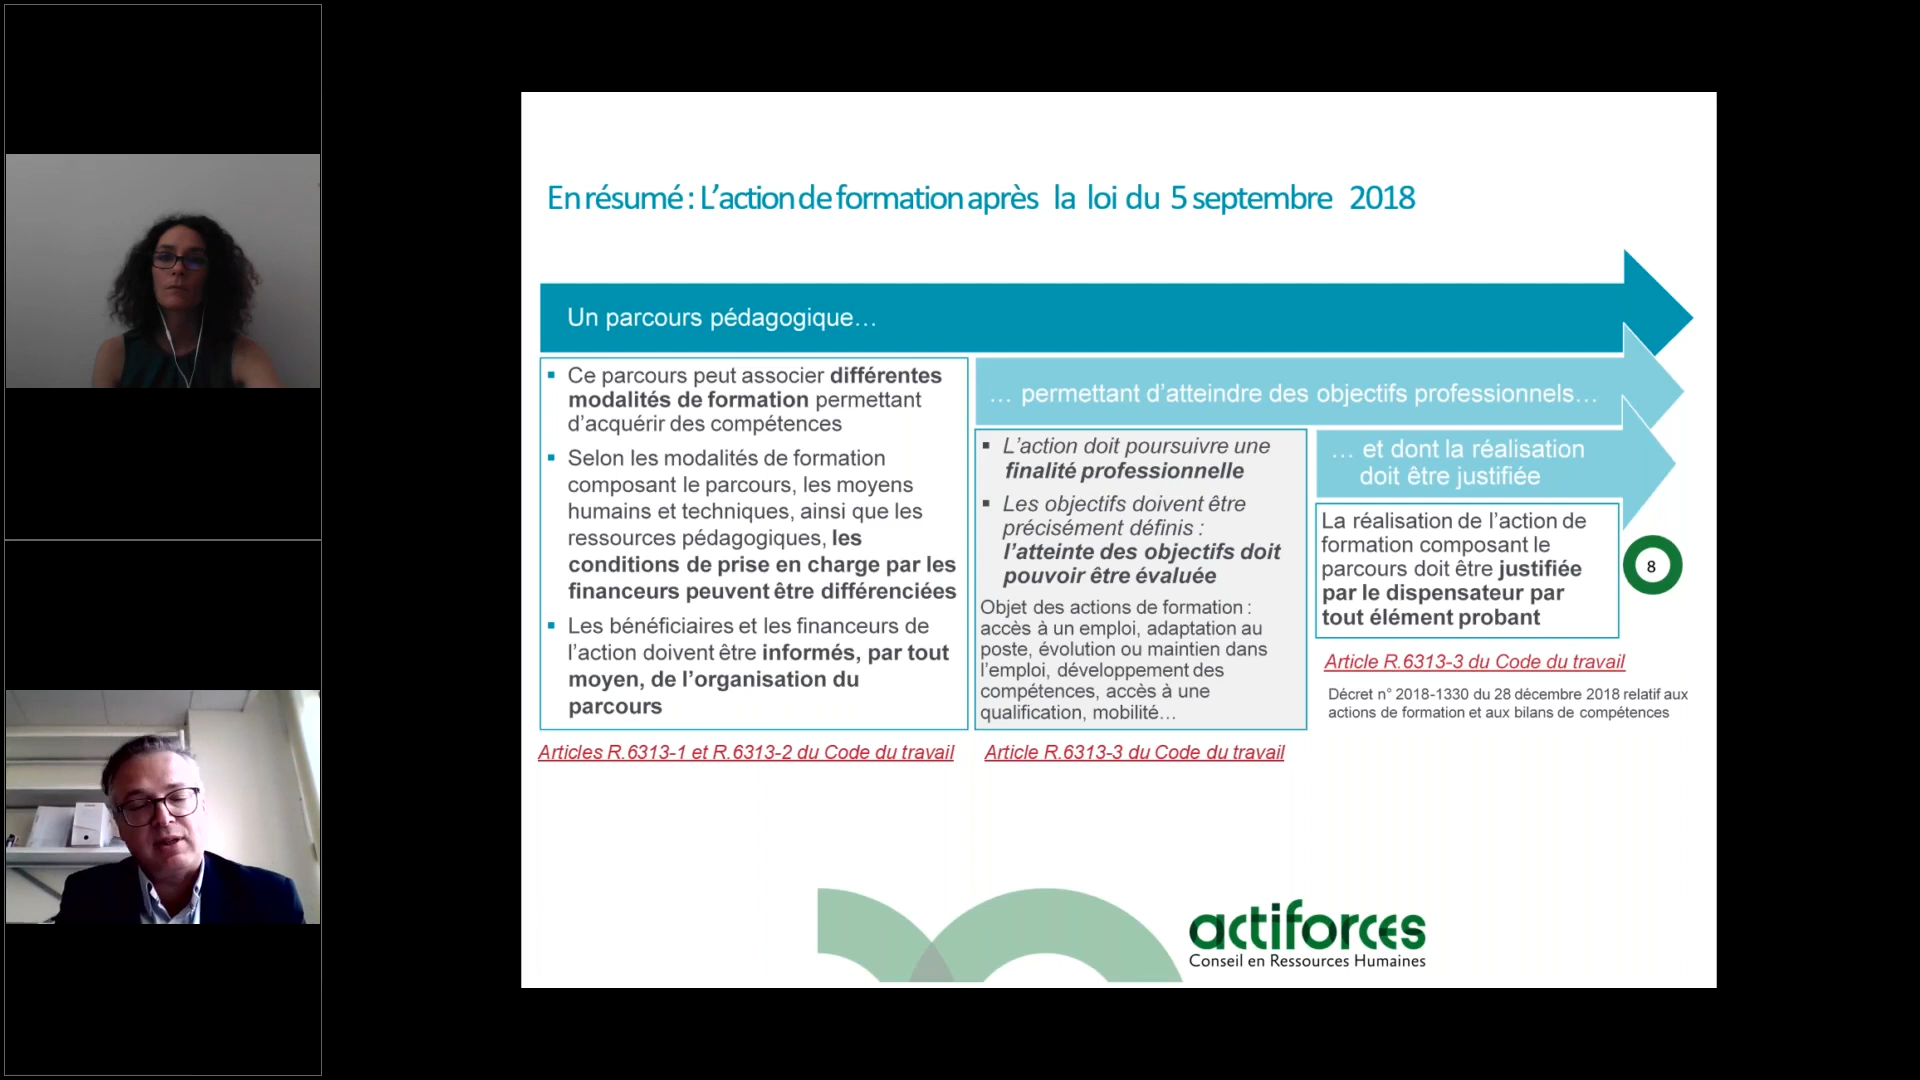 En résumé : L’action de formation après la loi du 5 septembre 2018
Un parcours pédagogique…
▪ Ce parcours peut associer différentes
modalités de formation permettant
d’acquérir des compétences
▪ Selon les modalités de formation
composant le parcours, les moyens
humains et techniques, ainsi que les
ressources pédagogiques, les
conditions de prise en charge par les
financeurs peuvent être différenciées
▪ Les bénéficiaires et les financeurs de
l’action doivent être informés, par tout
moyen, de l’organisation du
parcours
Articles R.6313-1 et R.6313-2 du Code du travail
… permettant d’atteindre des objectifs professionnels…
▪ L’action doit poursuivre une
finalité professionnelle
▪ Les objectifs doivent être
précisément définis :
l’atteinte des objectifs doit
pouvoir être évaluée
Objet des actions de formation :
accès à un emploi, adaptation au
poste, évolution ou maintien dans
l’emploi, développement des
compétences, accès à une
qualification, mobilité…
Article R.6313-3 du Code du travail
… et dont la réalisation
doit être justifiée
La réalisation de l’action de
formation composant le
parcours doit être justifiée
par le dispensateur par
tout élément probant
8
Article R.6313-3 du Code du travail
Décret n° 2018-1330 du 28 décembre 2018 relatif aux
actions de formation et aux bilans de compétences
actiforces
Conseil en Ressources Humaines